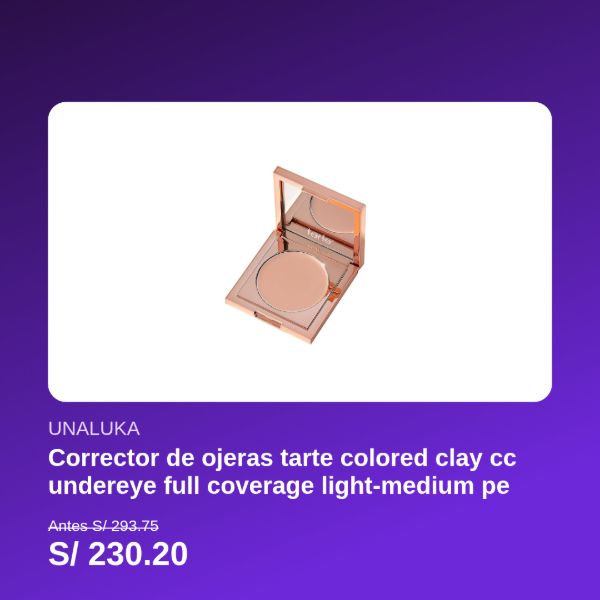 tarte
UNALUKA
Corrector de ojeras tarte colored clay cc
undereye full coverage light-medium pe
Antes S/ 293.75
S/ 230.20